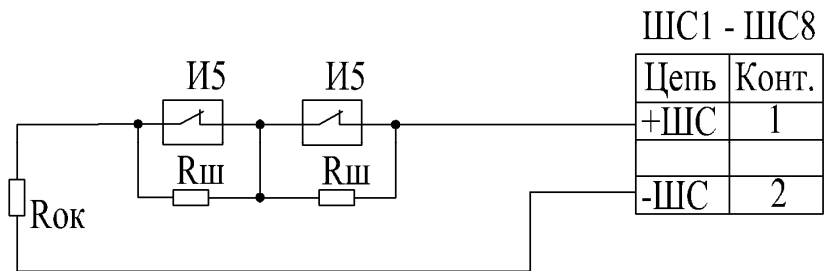 ШС1 - ШС8
И5 И5
Цепь Конт.
+ШС 1
Rш Rш
-ШС 2
Rок